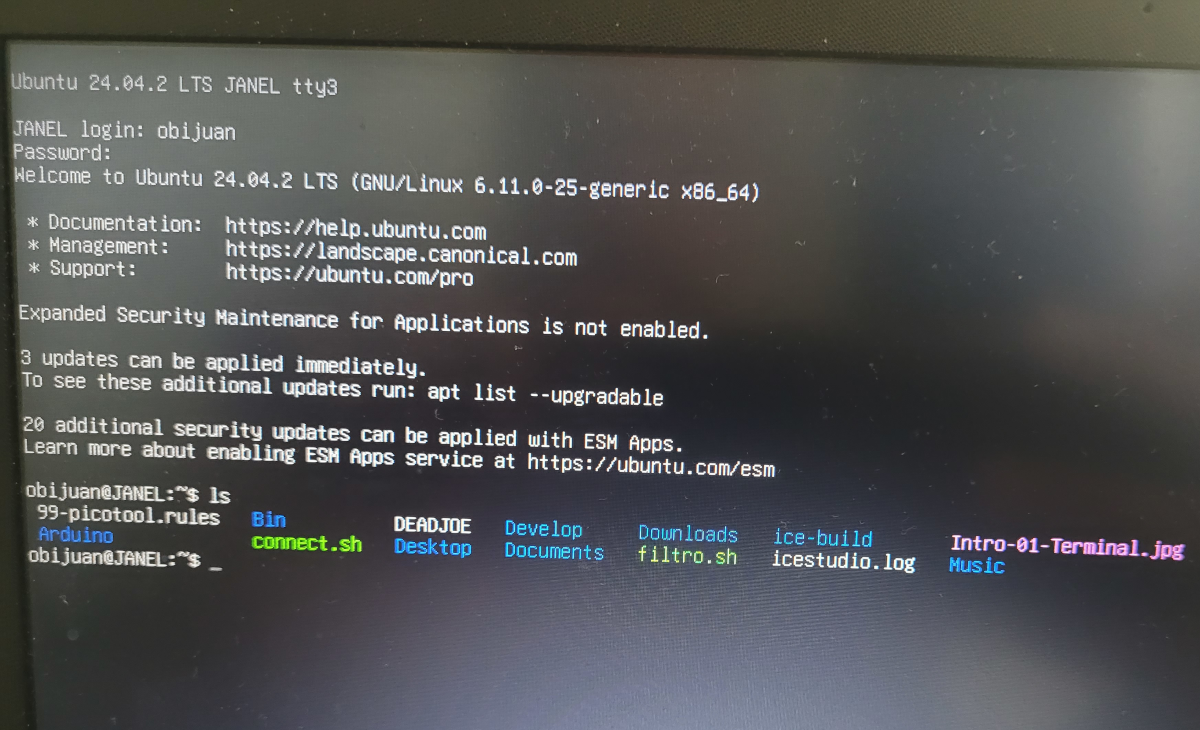 Ubuntu 24.04.2 LTS JANEL tty3
JANEL login: obijuan
Password:
Welcome to Ubuntu 24.04.2 LTS (GNU/Linux 6.11.0-25-generic x86_64)
* Documentation: https://help.ubuntu.com
* Management: https://landscape.canonical.com
* Support: https://ubuntu.com/pro
Expanded Security Maintenance for Applications is not enabled.
3 updates can be applied immediately.
To see these additional updates run: apt list --upgradable
20 additional security updates can be applied with ESM Apps.
Learn more about enabling ESM Apps service at https://ubuntu.com/esm
obijuan@JANEL:~$ ls
99-picotool.rules Bin DEADJOE Develop Downloads ice-build Intro-01-Terminal.jpg
Arduino connect.sh Desktop Documents filtro.sh icestudio.log Music
obijuan@JANEL:~$ _